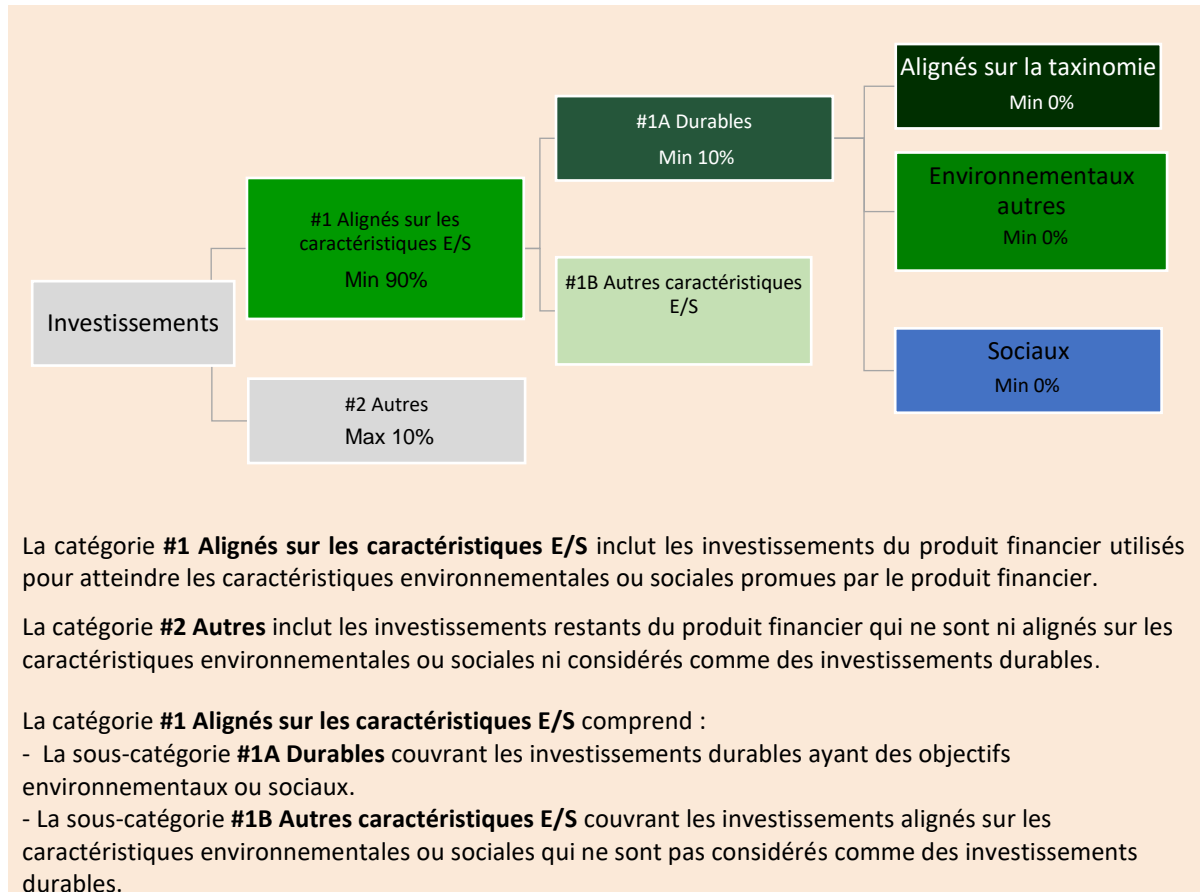 Investissements
#1 Alignés sur les
caractéristiques E/S
Min 90%
#2 Autres
Max 10%
#1A Durables
Min 10%
#1B Autres caractéristiques
E/S
Alignés sur la taxinomie
Min 0%
Environnementaux
autres
Min 0%
Sociaux
Min 0%
La catégorie #1 Alignés sur les caractéristiques E/S inclut les investissements du produit financier utilisés
pour atteindre les caractéristiques environnementales ou sociales promues par le produit financier.
La catégorie #2 Autres inclut les investissements restants du produit financier qui ne sont ni alignés sur les
caractéristiques environnementales ou sociales ni considérés comme des investissements durables.
La catégorie #1 Alignés sur les caractéristiques E/S comprend :
- La sous-catégorie #1A Durables couvrant les investissements durables ayant des objectifs
environnementaux ou sociaux.
- La sous-catégorie #1B Autres caractéristiques E/S couvrant les investissements alignés sur les
caractéristiques environnementales ou sociales qui ne sont pas considérés comme des investissements
durables.